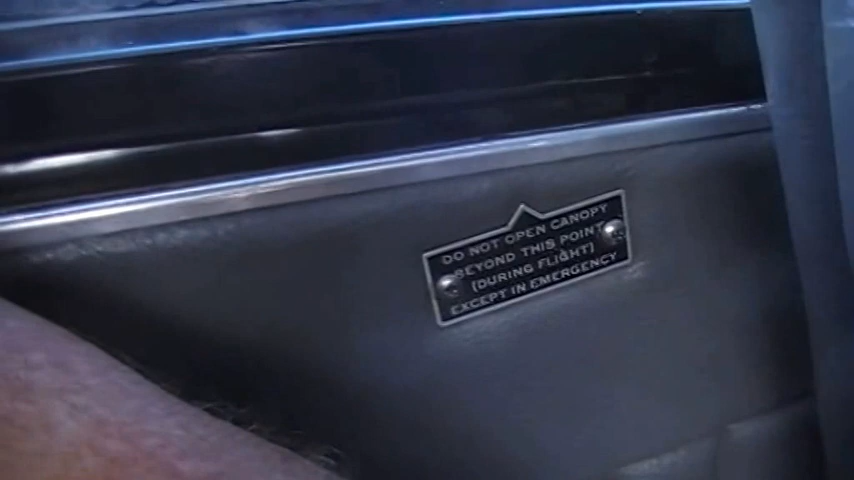 DO NOT OPEN CANOPY
BEYOND THIS POINT
(DURING FLIGHT)
EXCEPT IN EMERGENCY